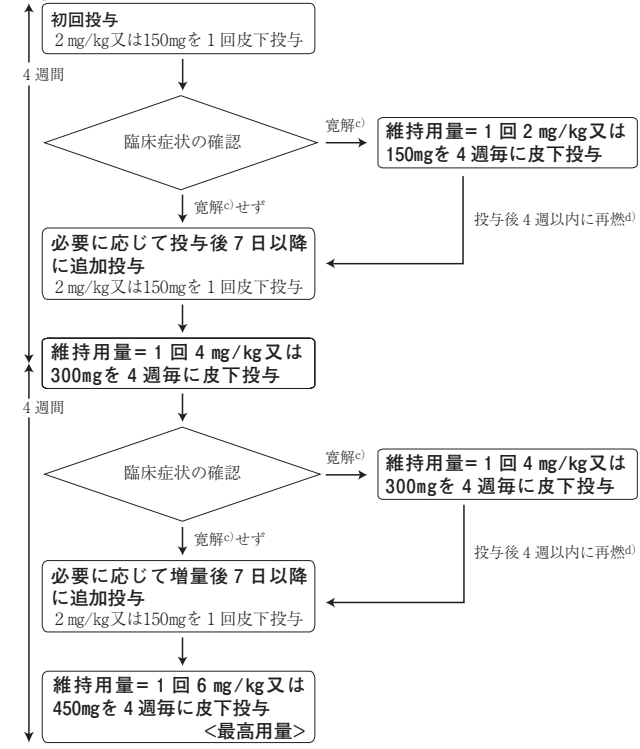 初回投与
2 mg/kg又は150mgを1回皮下投与
4週間
臨床症状の確認
寛解c)
維持用量=1回2 mg/kg又は
150mgを4週毎に皮下投与
寛解c)せず
投与後4週以内に再燃d)
必要に応じて投与後7日以降
に追加投与
2 mg/kg又は150mgを1回皮下投与
維持用量=1回4 mg/kg又は
300mgを4週毎に皮下投与
4週間
臨床症状の確認
寛解c)
維持用量=1回4 mg/kg又は
300mgを4週毎に皮下投与
寛解c)せず
投与後4週以内に再燃d)
必要に応じて増量後7日以降
に追加投与
2 mg/kg又は150mgを1回皮下投与
維持用量=1回6 mg/kg又は
450mgを4週毎に皮下投与
<最高用量>